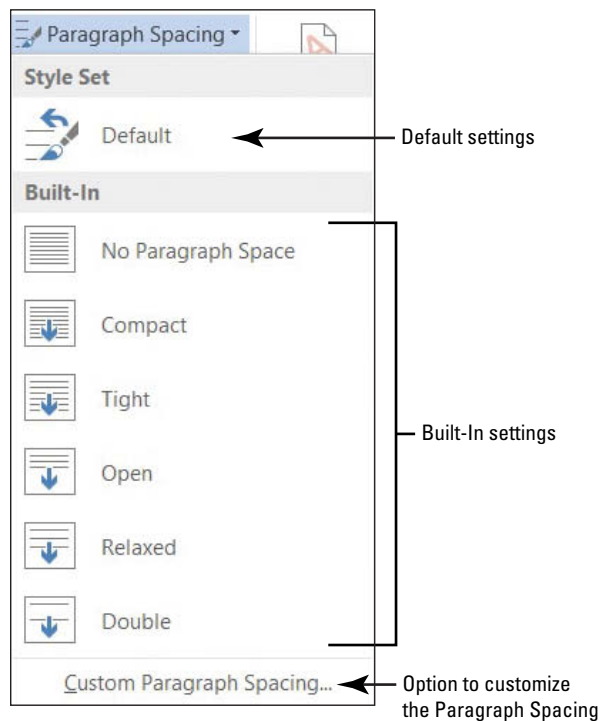 Paragraph Spacing
Style Set
Default
Default settings
Built-In
No Paragraph Space
Compact
Tight
Built-In settings
Open
Relaxed
Double
Custom Paragraph Spacing...
Option to customize
the Paragraph Spacing